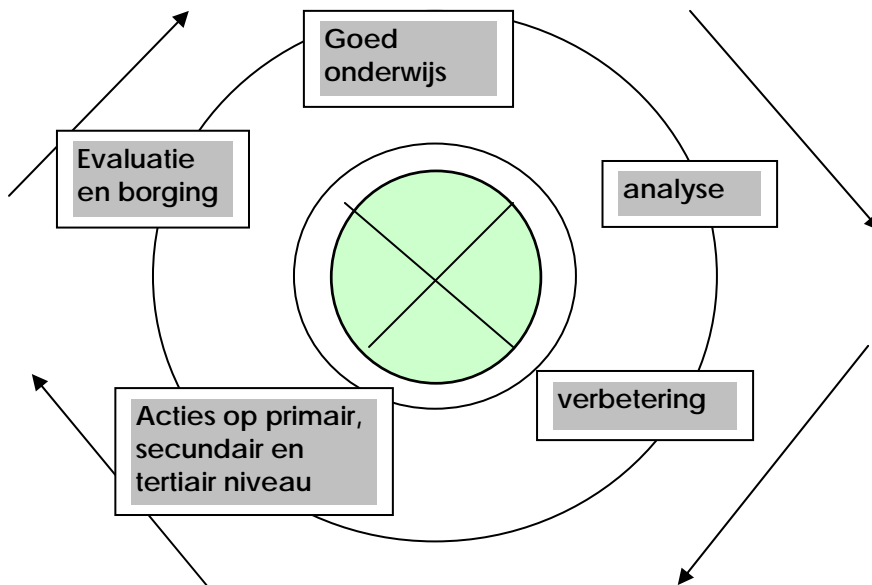 Goed
onderwijs
Evaluatie
en borging
analyse
verbetering
Acties op primair,
secundair en
tertiair niveau